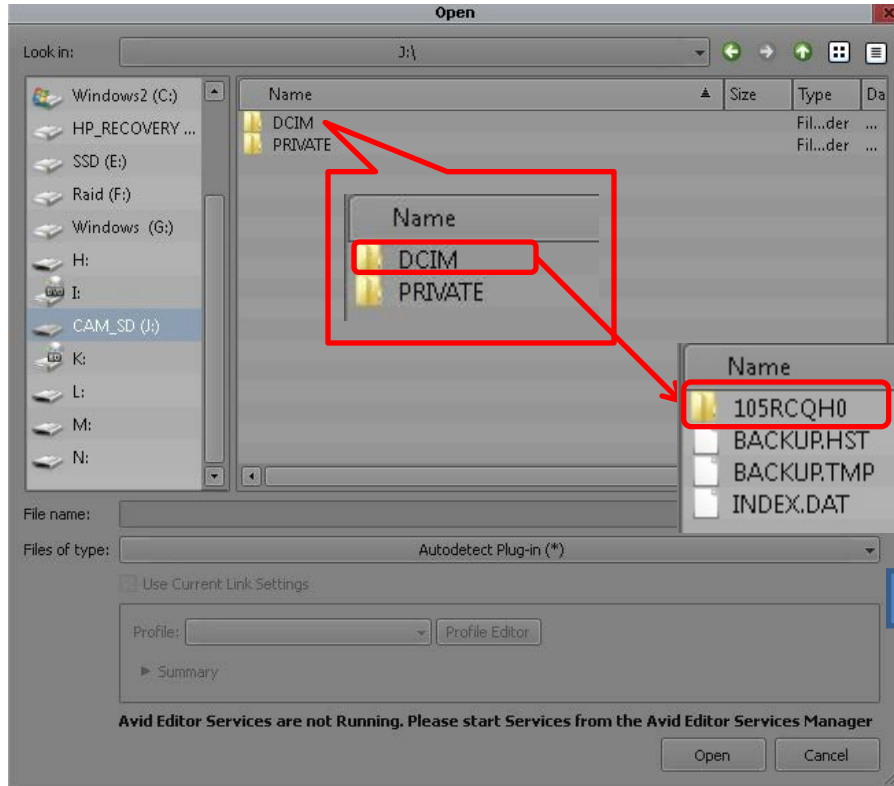 Open
Look in:
J:\
Windows2 (C:)
HP_RECOVERY ...
SSD (E:)
Raid (F:)
Windows (G:)
H:
I:
CAM_SD (J:)
K:
L:
M:
N:
Name Size Type Da
DCIM Fil...der ...
PRIVATE Fil...der ...
Name
DCIM
PRIVATE
Name
105RCQH0
BACKUP.HST
BACKUP.TMP
INDEX.DAT
File name:
Files of type: Autodetect Plug-in (*)
Use Current Link Settings
Profile: Profile Editor
Summary
Avid Editor Services are not Running. Please start Services from the Avid Editor Services Manager
Open Cancel